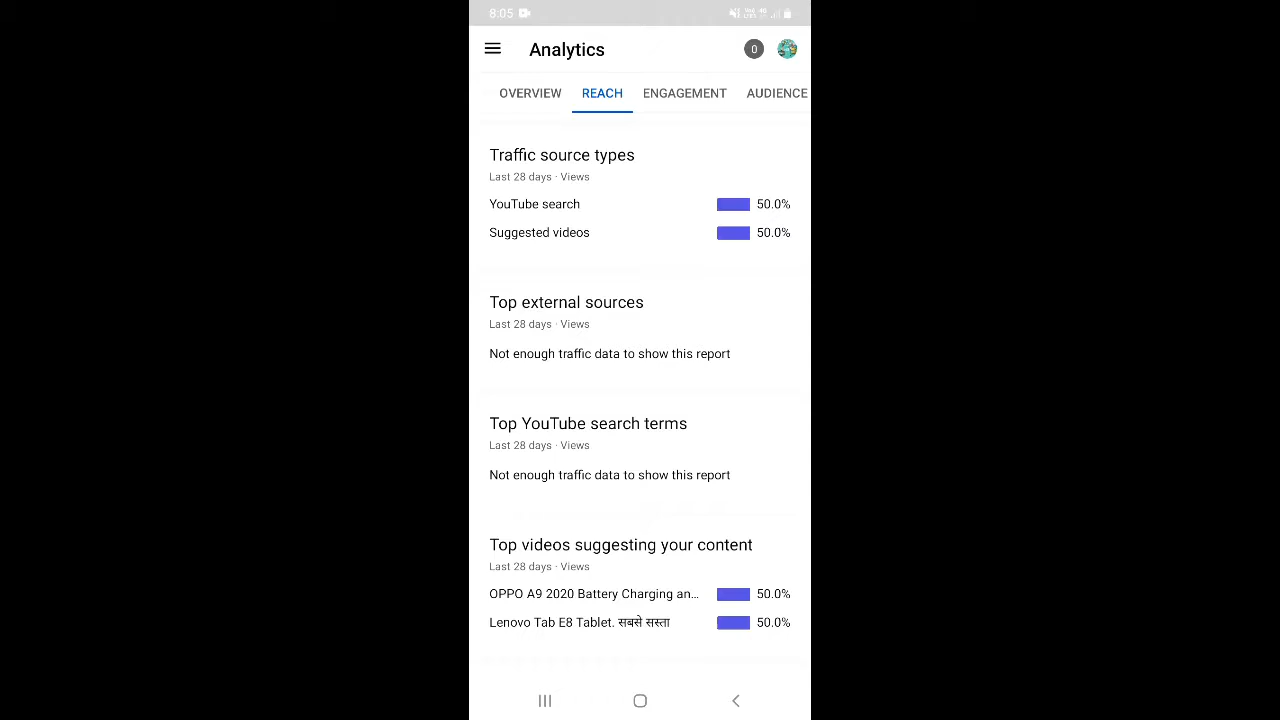 8:05
Analytics
0
OVERVIEW REACH ENGAGEMENT AUDIENCE
Traffic source types
Last 28 days · Views
YouTube search 50.0%
Suggested videos 50.0%
Top external sources
Last 28 days · Views
Not enough traffic data to show this report
Top YouTube search terms
Last 28 days · Views
Not enough traffic data to show this report
Top videos suggesting your content
Last 28 days · Views
OPPO A9 2020 Battery Charging an... 50.0%
Lenovo Tab E8 Tablet. सबसे सस्ता 50.0%